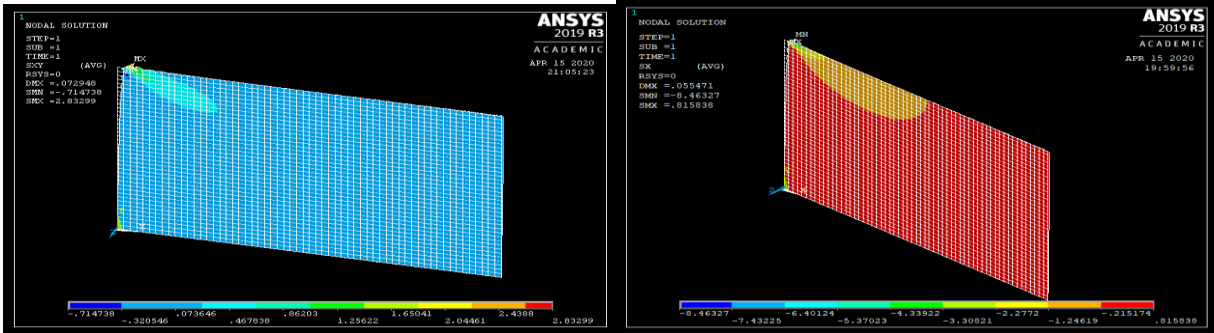 1
NODAL SOLUTION
STEP=1
SUB =1
TIME=1
SXY (AVG)
RSYS=0
DMX =.072948
SMN =-.714738
SMX =2.83299
ANSYS
2019 R3
ACADEMIC
APR 15 2020
21:05:23
MX
Y
X
-.714738 .073646 .86203 1.65041 2.4388
-.320546 .467838 1.25622 2.04461 2.83299
1
NODAL SOLUTION
STEP=1
SUB =1
TIME=1
SX (AVG)
RSYS=0
DMX =.055471
SMN =-8.46327
SMX =.815838
ANSYS
2019 R3
ACADEMIC
APR 15 2020
19:59:56
MN
MX
X
-8.46327 -6.40124 -4.33922 -2.2772 -.215174
-7.43225 -5.37023 -3.30821 -1.24619 .815838